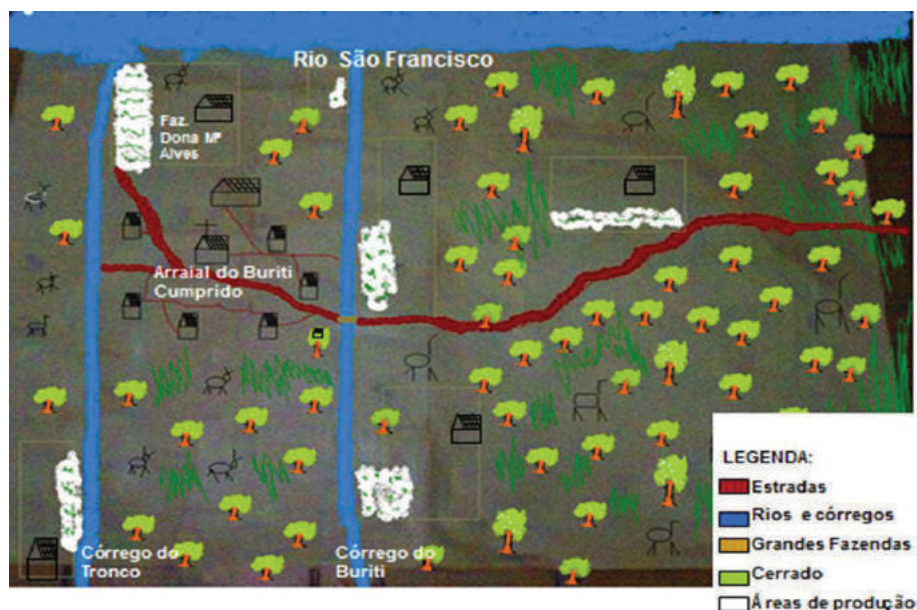 Rio São Francisco
Faz.
Dona Mª
Alves
Arraial do Buriti
Cumprido
Córrego do
Tronco
Córrego do
Buriti
LEGENDA:
Estradas
Rios e córregos
Grandes Fazendas
Cerrado
Áreas de produção